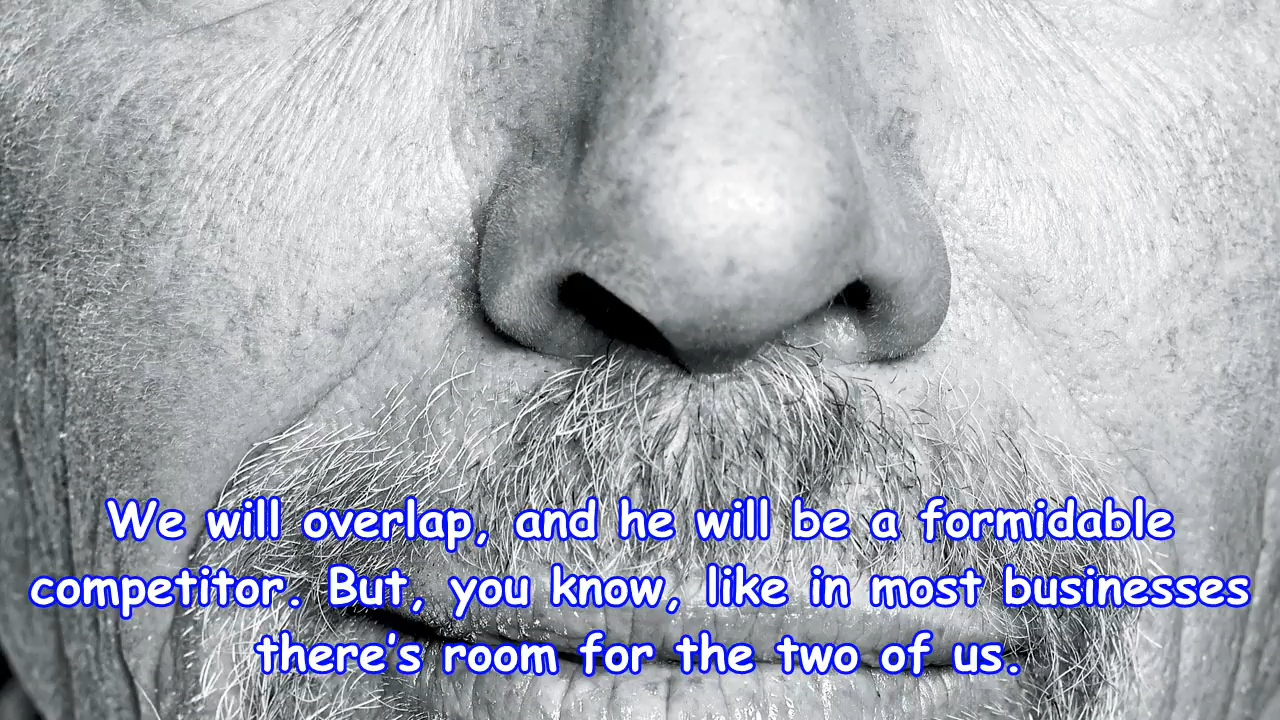 We will overlap, and he will be a formidable
competitor. But, you know, like in most businesses
there's room for the two of us.